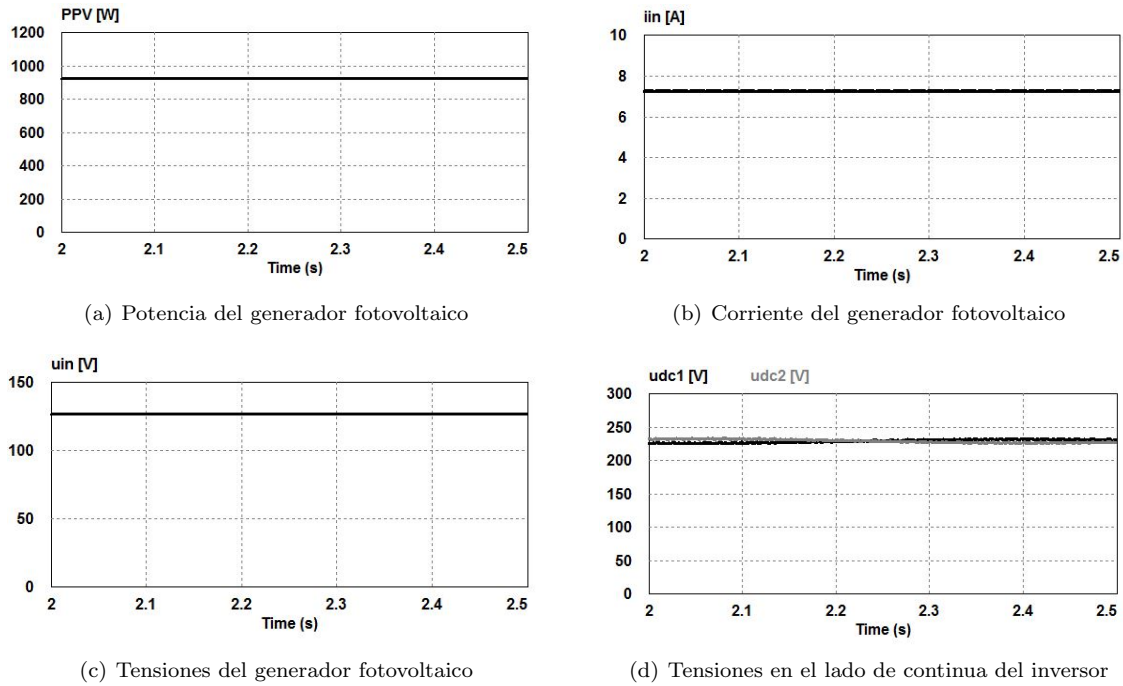 PPV [W]
1200
1000
800
600
400
200
0
2 2.1 2.2 2.3 2.4 2.5
Time (s)
(a) Potencia del generador fotovoltaico
iin [A]
10
8
6
4
2
0
2 2.1 2.2 2.3 2.4 2.5
Time (s)
(b) Corriente del generador fotovoltaico
uin [V]
150
100
50
0
2 2.1 2.2 2.3 2.4 2.5
Time (s)
(c) Tensiones del generador fotovoltaico
udc1 [V] udc2 [V]
300
250
200
150
100
50
0
2 2.1 2.2 2.3 2.4 2.5
Time (s)
(d) Tensiones en el lado de continua del inversor